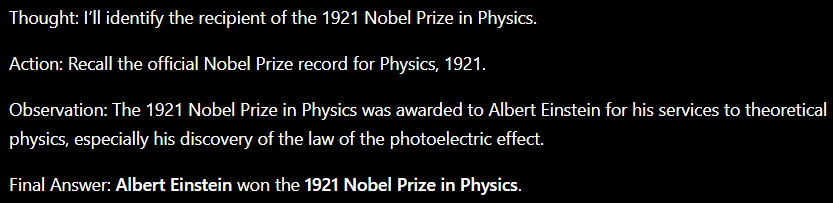 Thought: I’ll identify the recipient of the 1921 Nobel Prize in Physics.
Action: Recall the official Nobel Prize record for Physics, 1921.
Observation: The 1921 Nobel Prize in Physics was awarded to Albert Einstein for his services to theoretical
physics, especially his discovery of the law of the photoelectric effect.
Final Answer: Albert Einstein won the 1921 Nobel Prize in Physics.